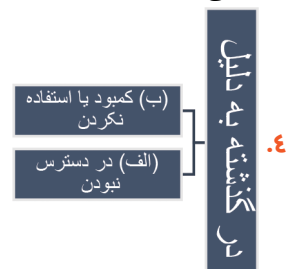 ۴.
در گذشته به دلیل
(ب) کمبود یا استفاده
نکردن
(الف) در دسترس
نبودن